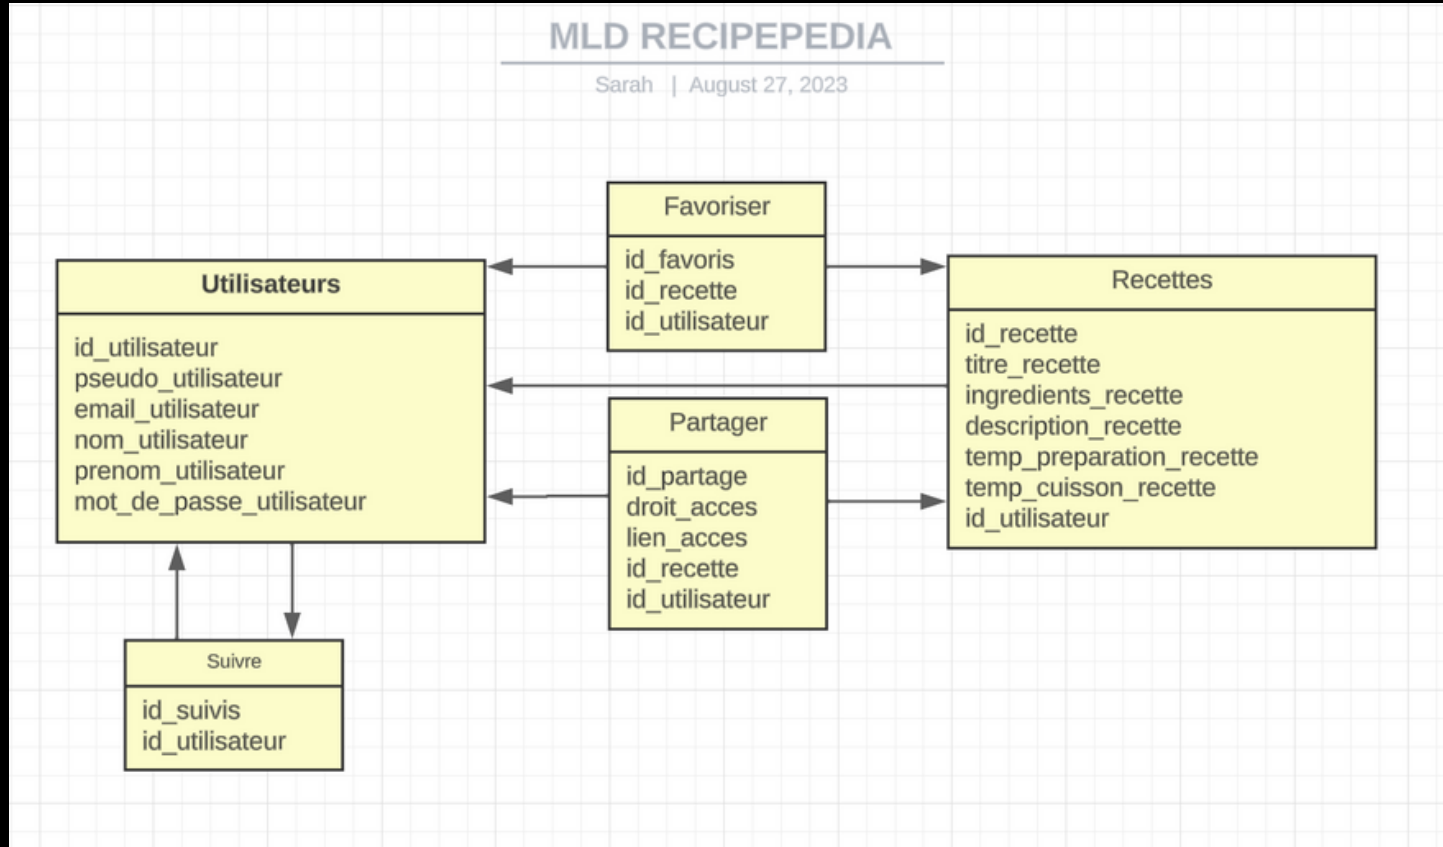 MLD RECIPEPEDIA
Sarah | August 27, 2023
Favoriser
id_favoris
id_recette
id_utilisateur
Utilisateurs
id_utilisateur
pseudo_utilisateur
email_utilisateur
nom_utilisateur
prenom_utilisateur
mot_de_passe_utilisateur
Recettes
id_recette
titre_recette
ingredients_recette
description_recette
temp_preparation_recette
temp_cuisson_recette
id_utilisateur
Partager
id_partage
droit_acces
lien_acces
id_recette
id_utilisateur
Suivre
id_suivis
id_utilisateur